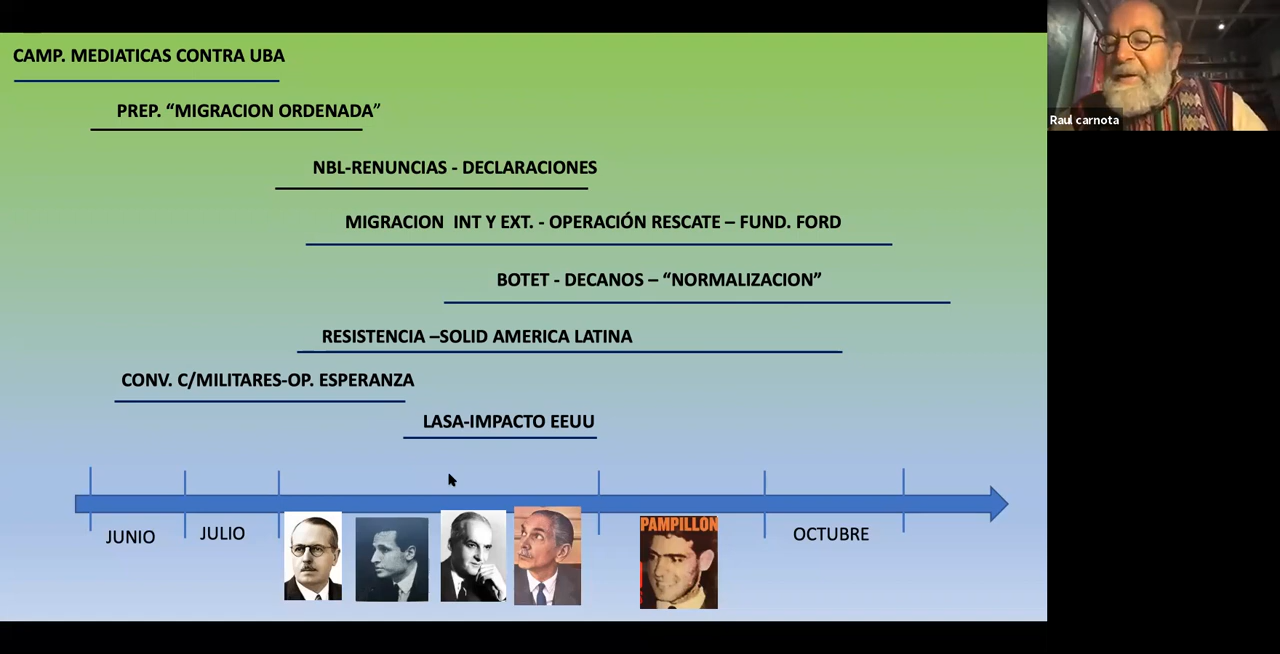 CAMP. MEDIATICAS CONTRA UBA
Raul carnota
PREP. “MIGRACION ORDENADA”
NBL-RENUNCIAS - DECLARACIONES
MIGRACION INT Y EXT. - OPERACIÓN RESCATE – FUND. FORD
BOTET - DECANOS – “NORMALIZACION”
RESISTENCIA –SOLID AMERICA LATINA
CONV. C/MILITARES-OP. ESPERANZA
LASA-IMPACTO EEUU
JUNIO
JULIO
PAMPILLON
OCTUBRE